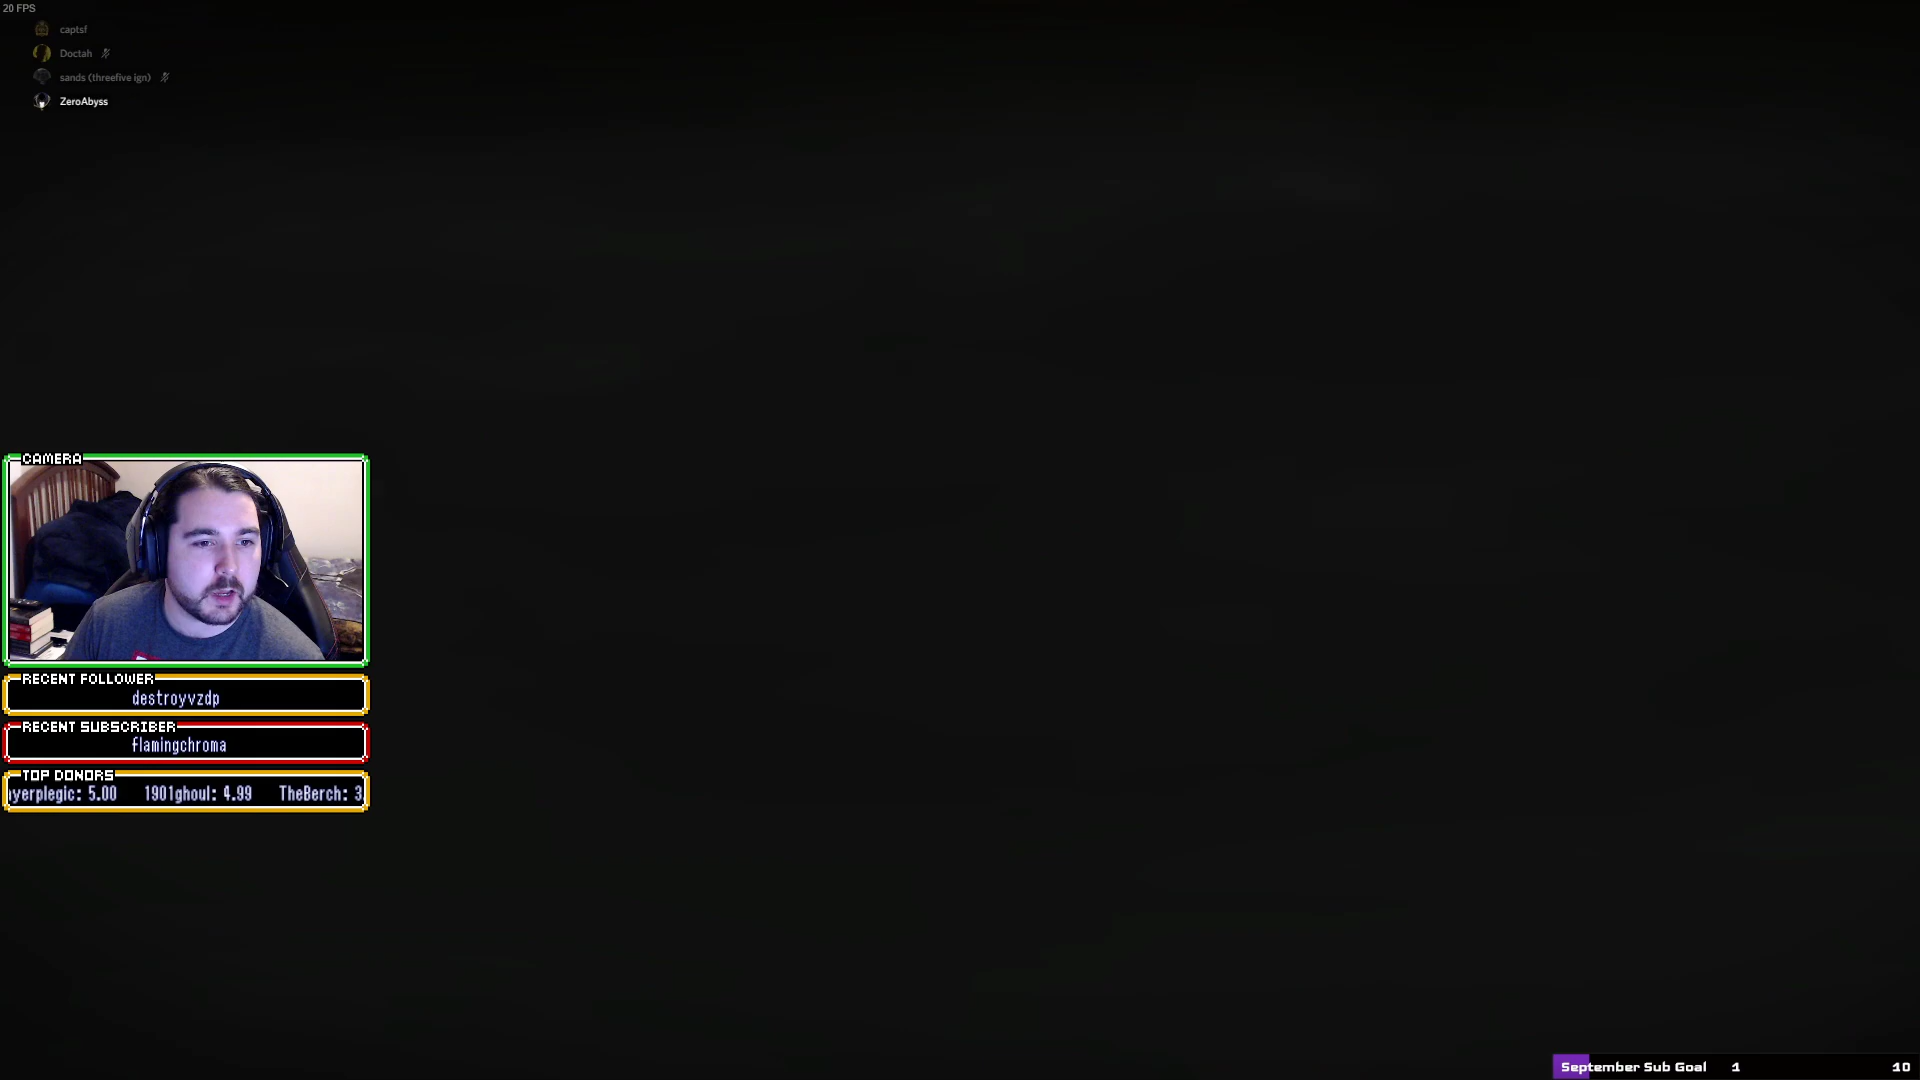 20 FPS
captsf
Doctah
sands (threefive ign)
ZeroAbyss
CAMERA
RECENT FOLLOWER
destroyvzdp
RECENT SUBSCRIBER
flamingchroma
TOP DONORS
yerplegic: 5.00 1901ghoul: 4.99 TheBerch: 3
September Sub Goal 1 10